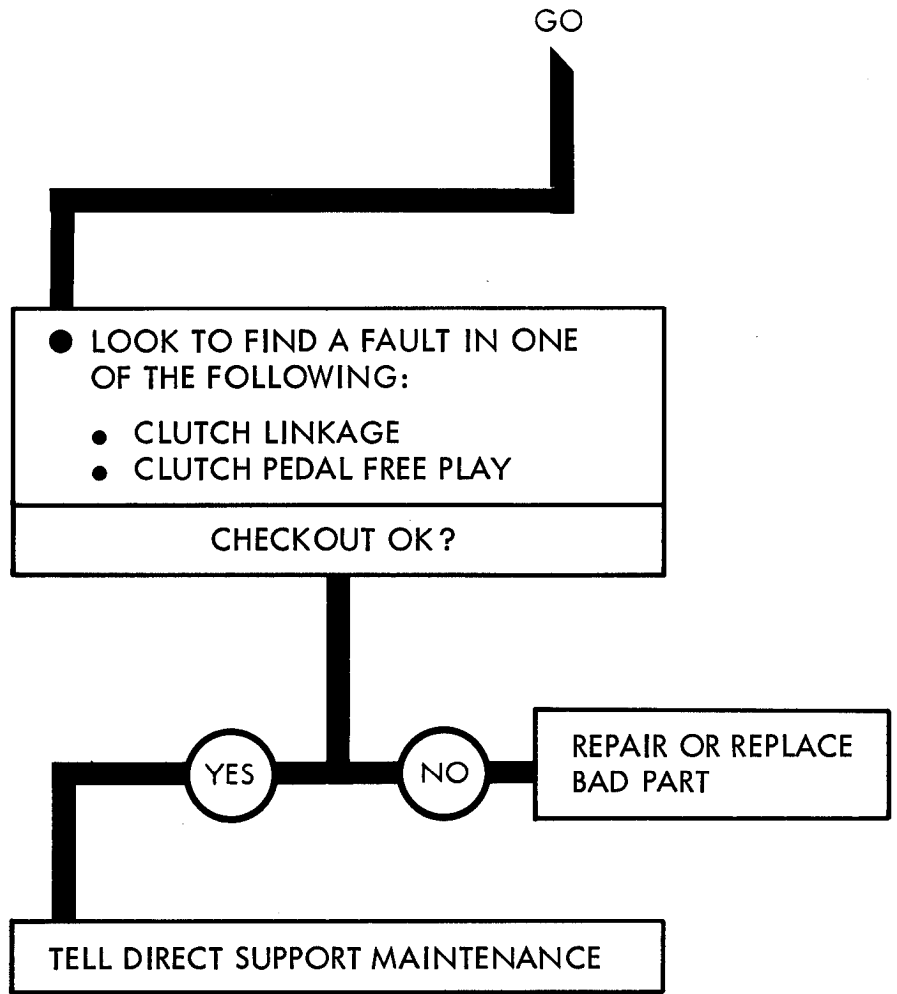 GO
● LOOK TO FIND A FAULT IN ONE
OF THE FOLLOWING:
● CLUTCH LINKAGE
● CLUTCH PEDAL FREE PLAY
CHECKOUT OK?
YES
NO
REPAIR OR REPLACE
BAD PART
TELL DIRECT SUPPORT MAINTENANCE